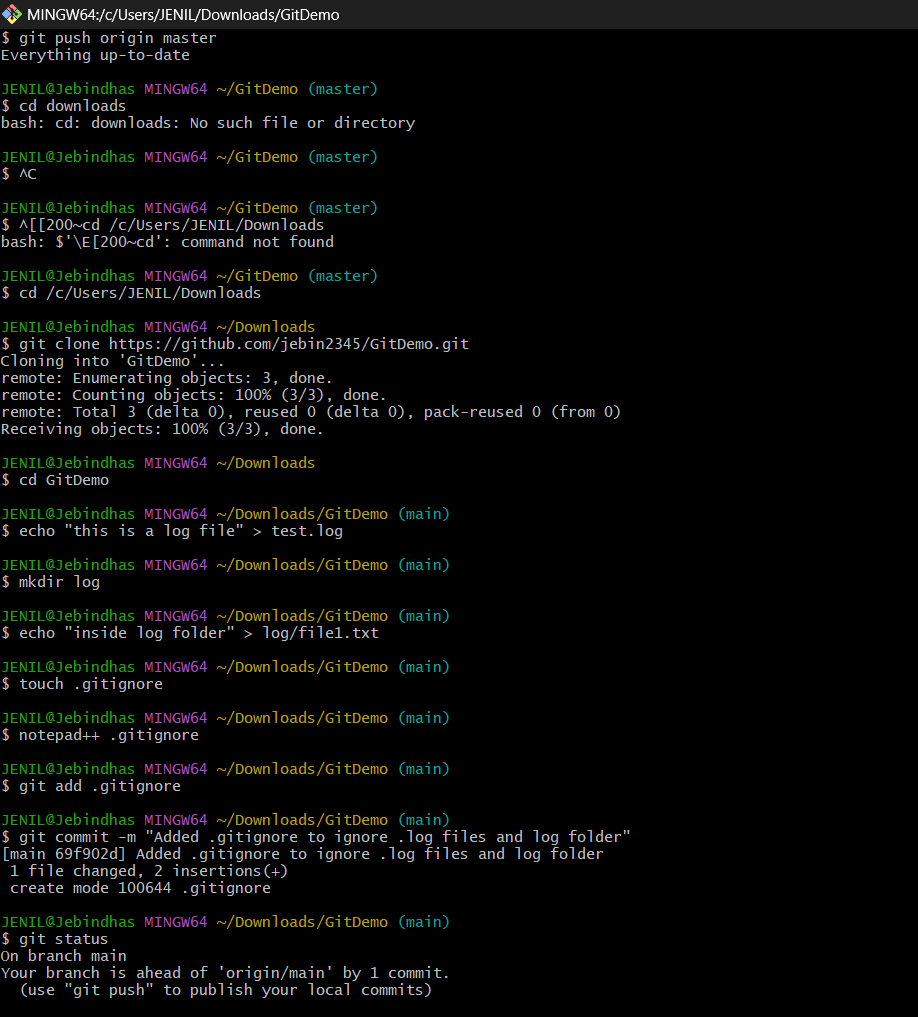 MINGW64:/c/Users/JENIL/Downloads/GitDemo
$ git push origin master
Everything up-to-date
JENIL@Jebindhas MINGW64 ~/GitDemo (master)
$ cd downloads
bash: cd: downloads: No such file or directory
JENIL@Jebindhas MINGW64 ~/GitDemo (master)
$ ^C
JENIL@Jebindhas MINGW64 ~/GitDemo (master)
$ ^[[200~cd /c/Users/JENIL/Downloads
bash: $'\E[200~cd': command not found
JENIL@Jebindhas MINGW64 ~/GitDemo (master)
$ cd /c/Users/JENIL/Downloads
JENIL@Jebindhas MINGW64 ~/Downloads
$ git clone https://github.com/jebin2345/GitDemo.git
Cloning into 'GitDemo'...
remote: Enumerating objects: 3, done.
remote: Counting objects: 100% (3/3), done.
remote: Total 3 (delta 0), reused 0 (delta 0), pack-reused 0 (from 0)
Receiving objects: 100% (3/3), done.
JENIL@Jebindhas MINGW64 ~/Downloads
$ cd GitDemo
JENIL@Jebindhas MINGW64 ~/Downloads/GitDemo (main)
$ echo "this is a log file" > test.log
JENIL@Jebindhas MINGW64 ~/Downloads/GitDemo (main)
$ mkdir log
JENIL@Jebindhas MINGW64 ~/Downloads/GitDemo (main)
$ echo "inside log folder" > log/file1.txt
JENIL@Jebindhas MINGW64 ~/Downloads/GitDemo (main)
$ touch .gitignore
JENIL@Jebindhas MINGW64 ~/Downloads/GitDemo (main)
$ notepad++ .gitignore
JENIL@Jebindhas MINGW64 ~/Downloads/GitDemo (main)
$ git add .gitignore
JENIL@Jebindhas MINGW64 ~/Downloads/GitDemo (main)
$ git commit -m "Added .gitignore to ignore .log files and log folder"
[main 69f902d] Added .gitignore to ignore .log files and log folder
 1 file changed, 2 insertions(+)
 create mode 100644 .gitignore
JENIL@Jebindhas MINGW64 ~/Downloads/GitDemo (main)
$ git status
On branch main
Your branch is ahead of 'origin/main' by 1 commit.
  (use "git push" to publish your local commits)